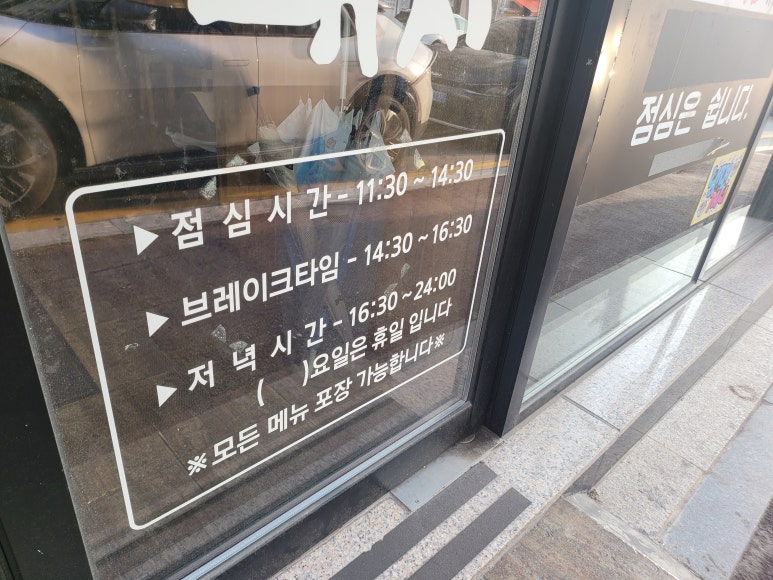 ▶ 점 심 시 간 - 11:30 ~ 14:30
▶ 브레이크타임 - 14:30 ~ 16:30
▶ 저 녁 시 간 - 16:30 ~ 24:00
( )요일은 휴일 입니다
※모든 메뉴 포장 가능합니다※
점심은 쉽니다.